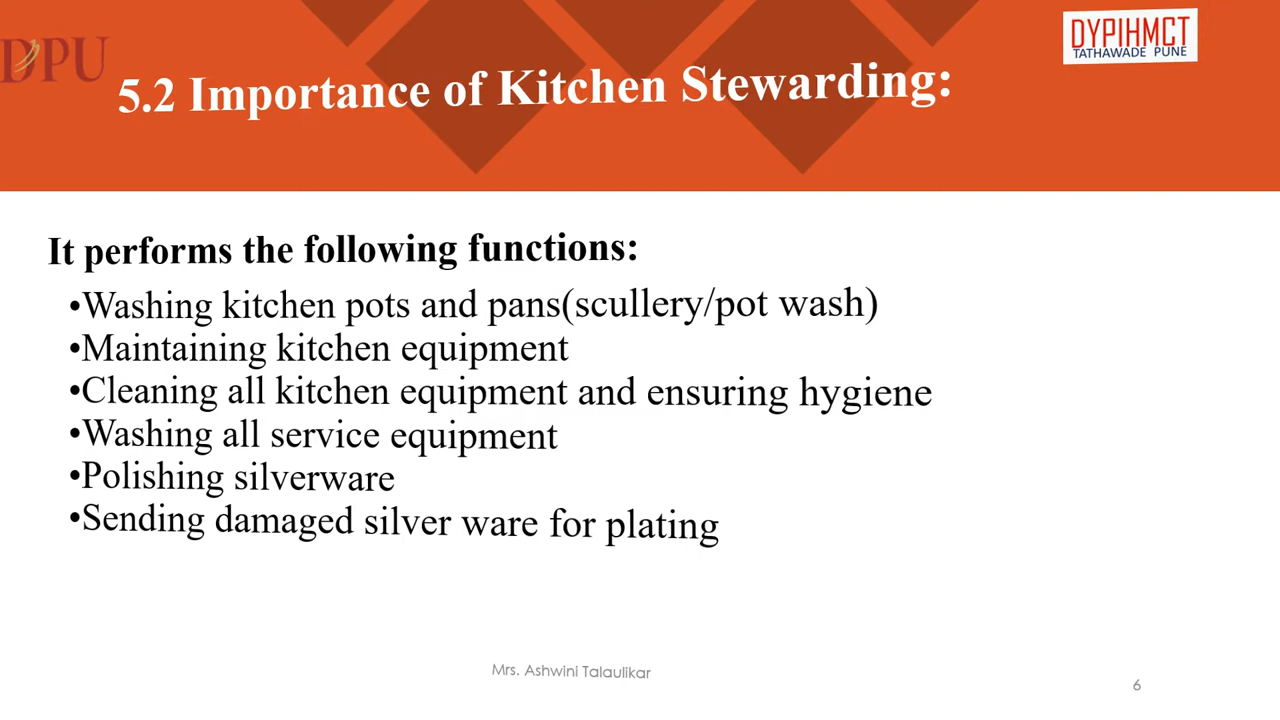 DPU
DYPIHMCT
TATHAWADE PUNE
5.2 Importance of Kitchen Stewarding:
It performs the following functions:
•Washing kitchen pots and pans(scullery/pot wash)
•Maintaining kitchen equipment
•Cleaning all kitchen equipment and ensuring hygiene
•Washing all service equipment
•Polishing silverware
•Sending damaged silver ware for plating
Mrs. Ashwini Talaulikar
6